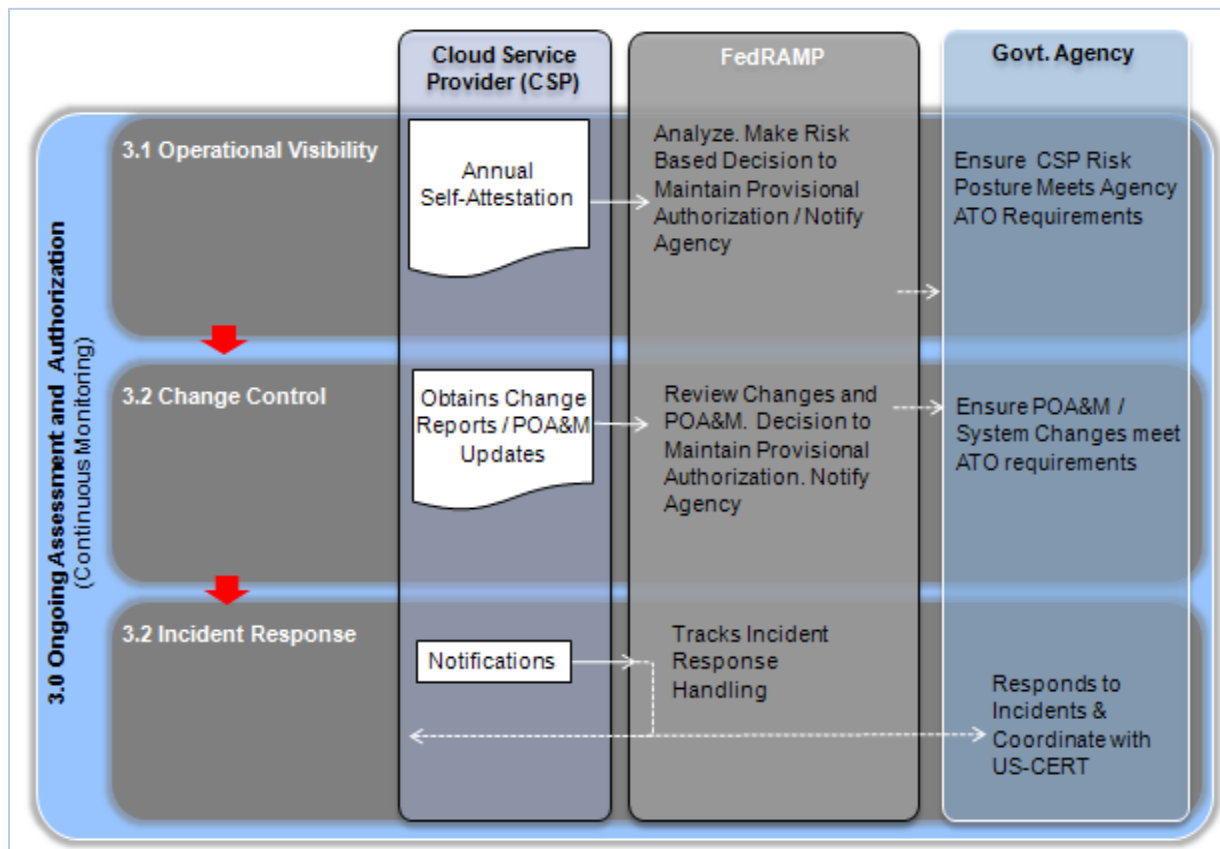 Cloud Service
Provider (CSP)
FedRAMP
Govt. Agency
3.0 Ongoing Assessment and Authorization
(Continuous Monitoring)
3.1 Operational Visibility
Annual
Self-Attestation
Analyze. Make Risk
Based Decision to
Maintain Provisional
Authorization / Notify
Agency
Ensure CSP Risk
Posture Meets Agency
ATO Requirements
3.2 Change Control
Obtains Change
Reports / POA&M
Updates
Review Changes and
POA&M. Decision to
Maintain Provisional
Authorization. Notify
Agency
Ensure POA&M /
System Changes meet
ATO requirements
3.2 Incident Response
Notifications
Tracks Incident
Response
Handling
Responds to
Incidents &
Coordinate with
US-CERT